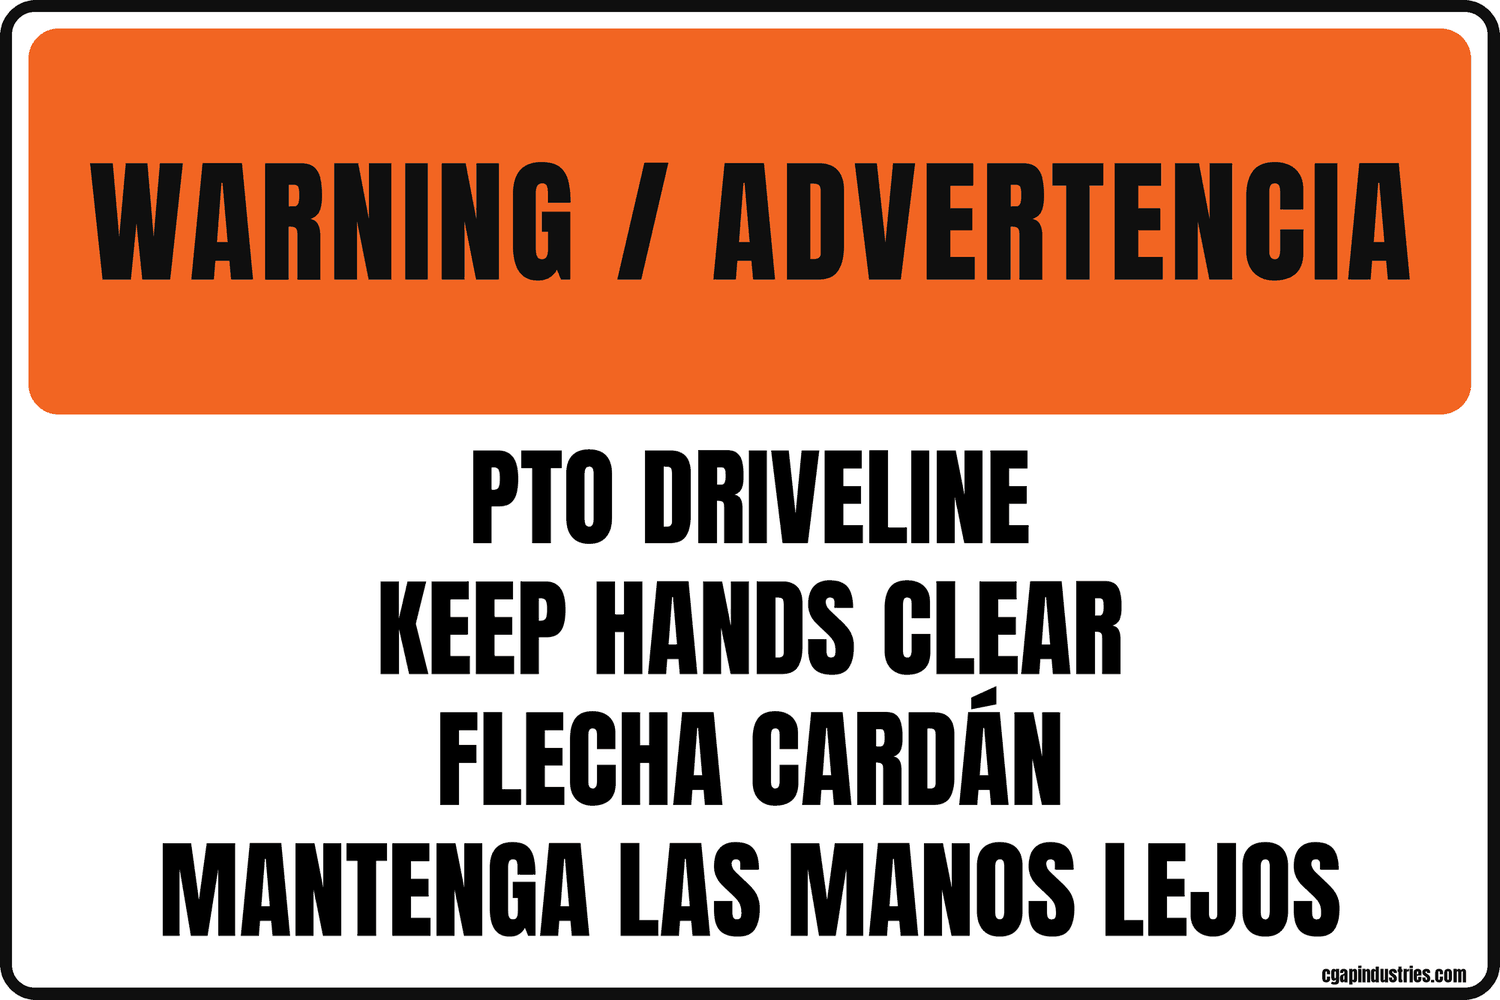 WARNING / ADVERTENCIA
PTO DRIVELINE
KEEP HANDS CLEAR
FLECHA CARDÁN
MANTENGA LAS MANOS LEJOS
cgapindustries.com